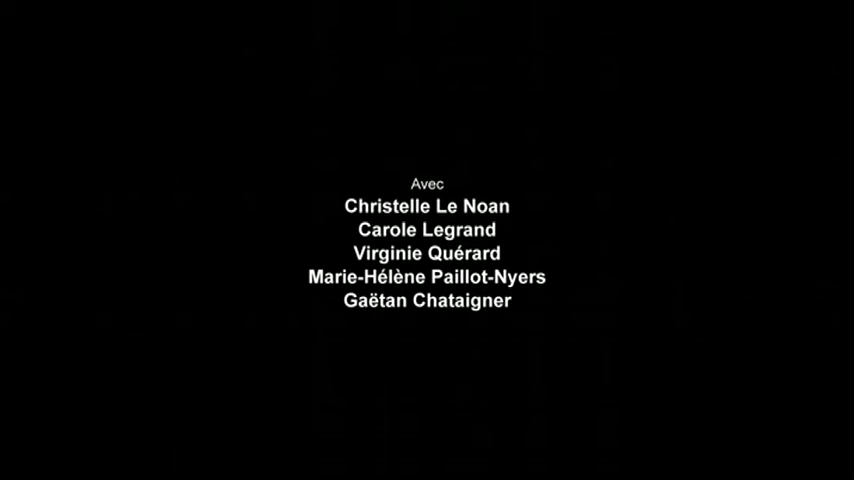 Avec
Christelle Le Noan
Carole Legrand
Virginie Quérard
Marie-Hélène Paillot-Nyers
Gaëtan Chataigner